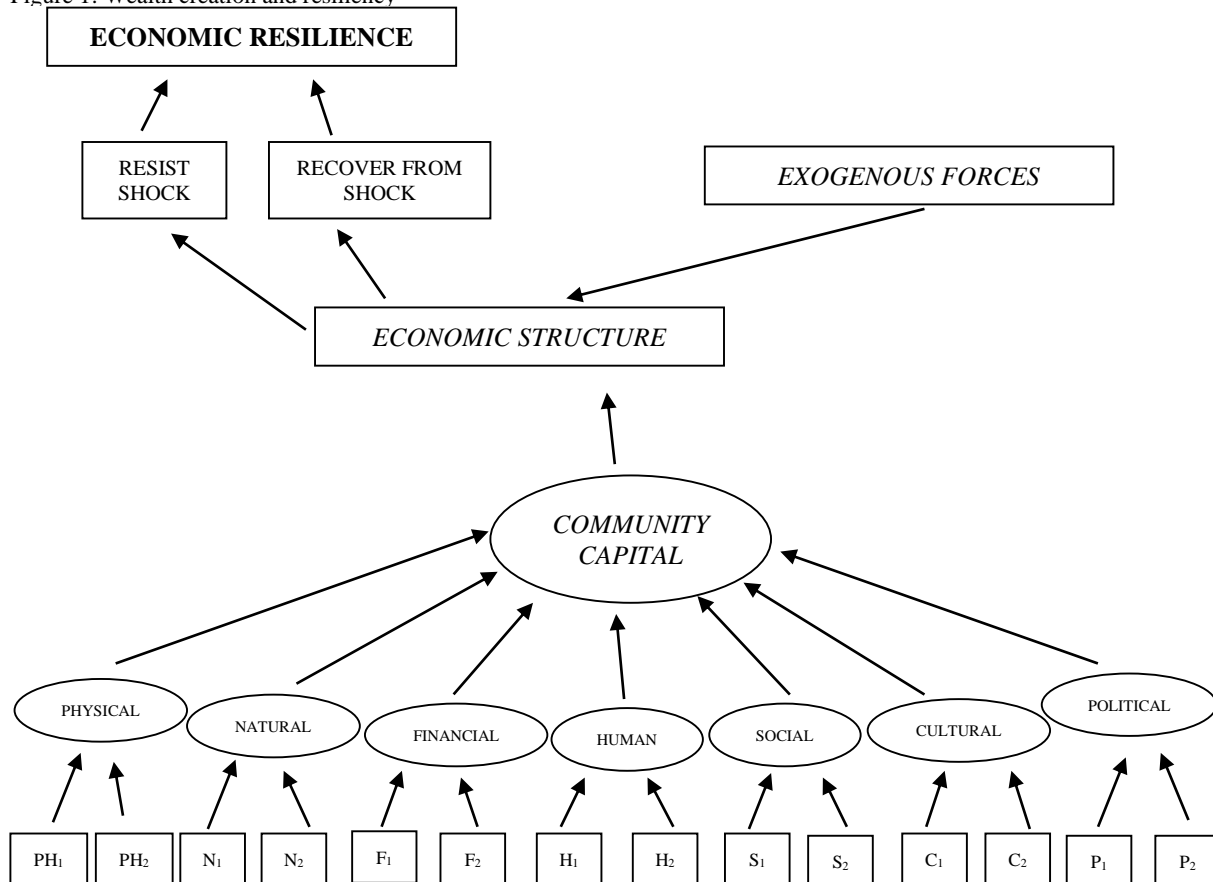 Figure 1: Wealth creation and resiliency
ECONOMIC RESILIENCE
RESIST
SHOCK
RECOVER FROM
SHOCK
EXOGENOUS FORCES
ECONOMIC STRUCTURE
COMMUNITY
CAPITAL
PHYSICAL
NATURAL
FINANCIAL
HUMAN
SOCIAL
CULTURAL
POLITICAL
PH₁
PH₂
N₁
N₂
F₁
F₂
H₁
H₂
S₁
S₂
C₁
C₂
P₁
P₂